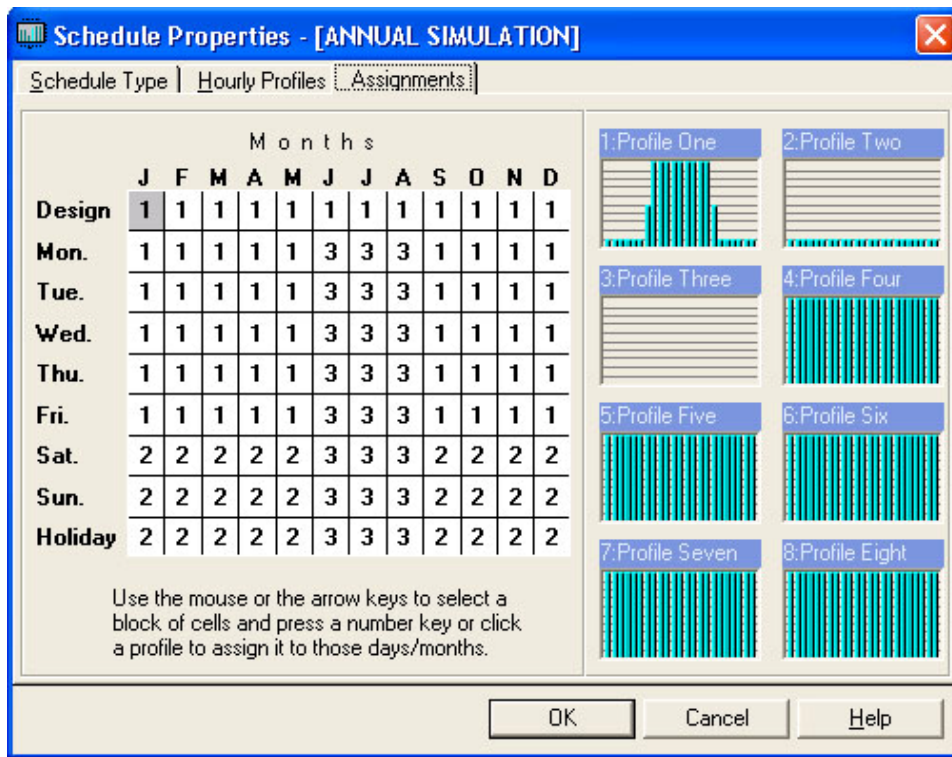 Schedule Properties - [ANNUAL SIMULATION]
Schedule Type Hourly Profiles Assignments
M o n t h s
J F M A M J J A S O N D
Design 1 1 1 1 1 1 1 1 1 1 1 1
Mon. 1 1 1 1 1 3 3 3 1 1 1 1
Tue. 1 1 1 1 1 3 3 3 1 1 1 1
Wed. 1 1 1 1 1 3 3 3 1 1 1 1
Thu. 1 1 1 1 1 3 3 3 1 1 1 1
Fri. 1 1 1 1 1 3 3 3 1 1 1 1
Sat. 2 2 2 2 2 3 3 3 2 2 2 2
Sun. 2 2 2 2 2 3 3 3 2 2 2 2
Holiday 2 2 2 2 2 3 3 3 2 2 2 2
Use the mouse or the arrow keys to select a
block of cells and press a number key or click
a profile to assign it to those days/months.
1:Profile One
2:Profile Two
3:Profile Three
4:Profile Four
5:Profile Five
6:Profile Six
7:Profile Seven
8:Profile Eight
OK Cancel Help